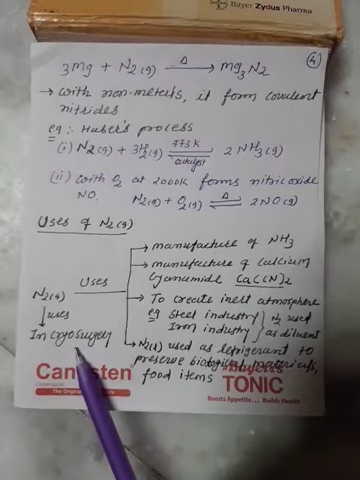 Bayer Zydus Pharma
④
3Mg + N2(g) —Δ→ Mg3N2
→ with non-metals, it form covalent
nitrides
eg: Haber's process
(i) N2(g) + 3H2(g) ⇌ 773K catalyst 2NH3(g)
(ii) with O2 at 2000K forms nitric oxide
NO. N2(g) + O2(g) ⇌ Δ 2NO(g)
Uses of N2(g)
→ manufacture of NH3
→ manufacture of calcium
cyanamide Ca(CN)2
N2(g) Uses
→ To create inert atmosphere
eg Steel industry } N2 used
Iron industry } as diluent
↓ uses
In cryosurgery
→ N2(l) used as refrigerant to
preserve biological materials,
food items
Canesten
The Original
TONIC
Boosts Appetite... Builds Health